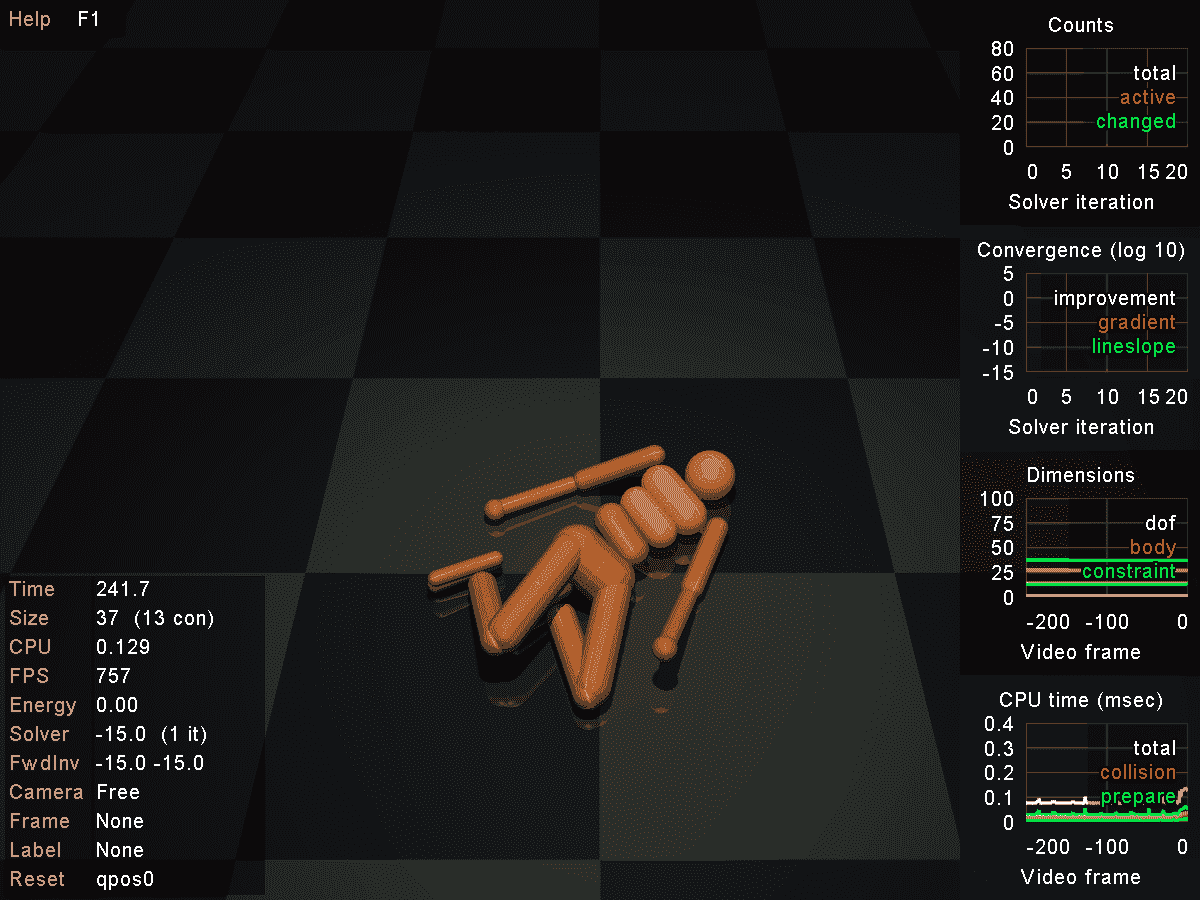 Help F1
Time 241.7
Size 37 (13 con)
CPU 0.129
FPS 757
Energy 0.00
Solver -15.0 (1 it)
FwdInv -15.0 -15.0
Camera Free
Frame None
Label None
Reset qpos0
Counts
80
60 total
40 active
20 changed
0
0 5 10 15 20
Solver iteration
Convergence (log 10)
5
0 improvement
-5 gradient
-10 lineslope
-15
0 5 10 15 20
Solver iteration
Dimensions
100
75 dof
50 body
25 constraint
0
-200 -100 0
Video frame
CPU time (msec)
0.4
0.3 total
0.2 collision
0.1 prepare
0
-200 -100 0
Video frame